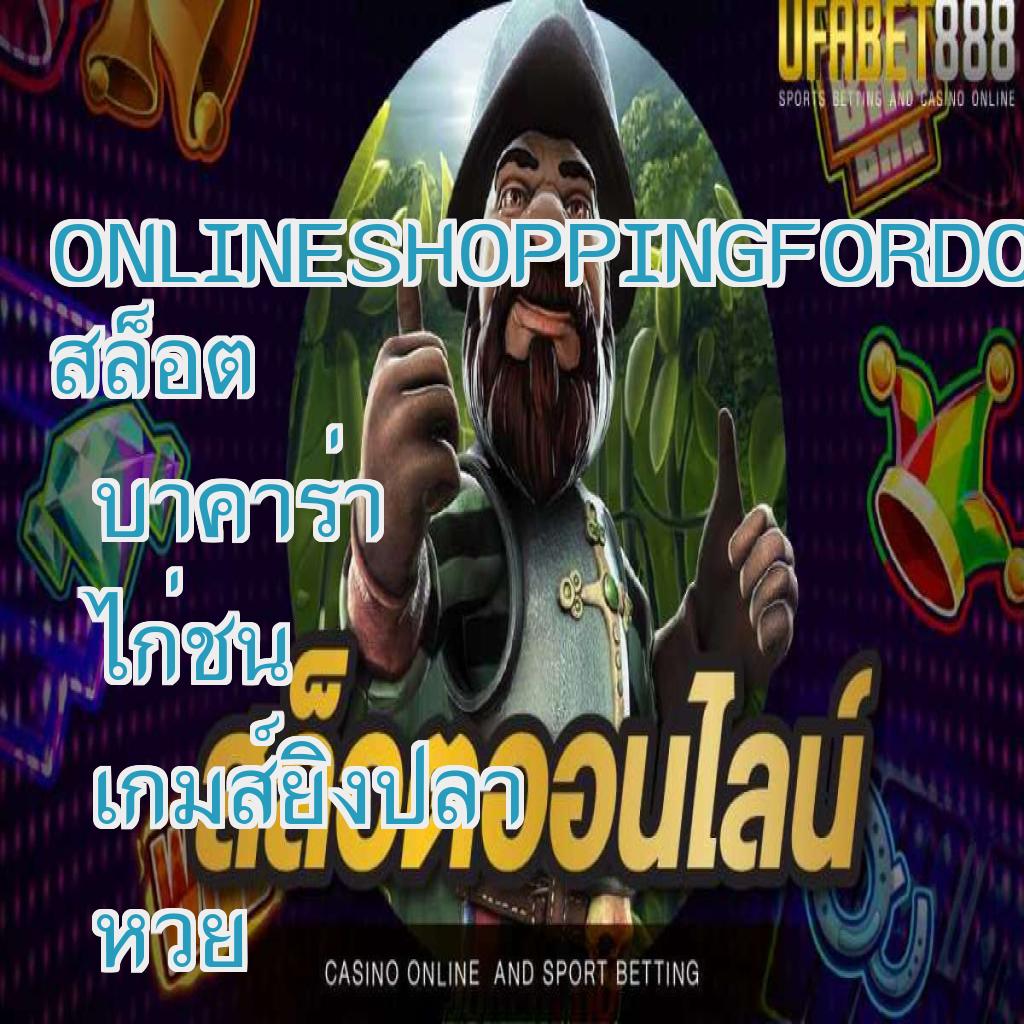 UFABET888
SPORTS BETTING AND CASINO ONLINE
BAR
ONLINESHOPPINGFORDO
สล็อต
บาคาร่า
ไก่ชน
เกมส์ยิงปลา
หวย
สล็อตออนไลน์
CASINO ONLINE AND SPORT BETTING